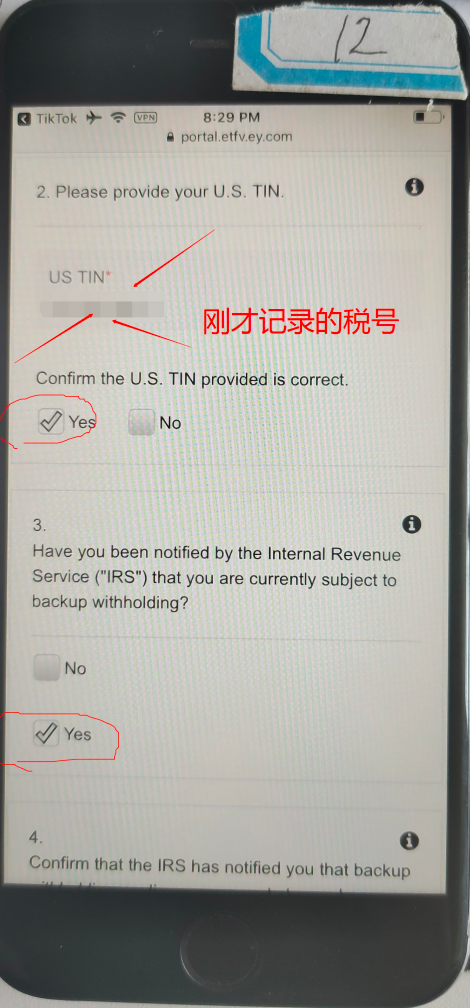 12
TikTok VPN 8:29 PM
portal.etfv.ey.com
2. Please provide your U.S. TIN.
US TIN*
刚才记录的税号
Confirm the U.S. TIN provided is correct.
Yes No
3.
Have you been notified by the Internal Revenue
Service ("IRS") that you are currently subject to
backup withholding?
No
Yes
4.
Confirm that the IRS has notified you that backup